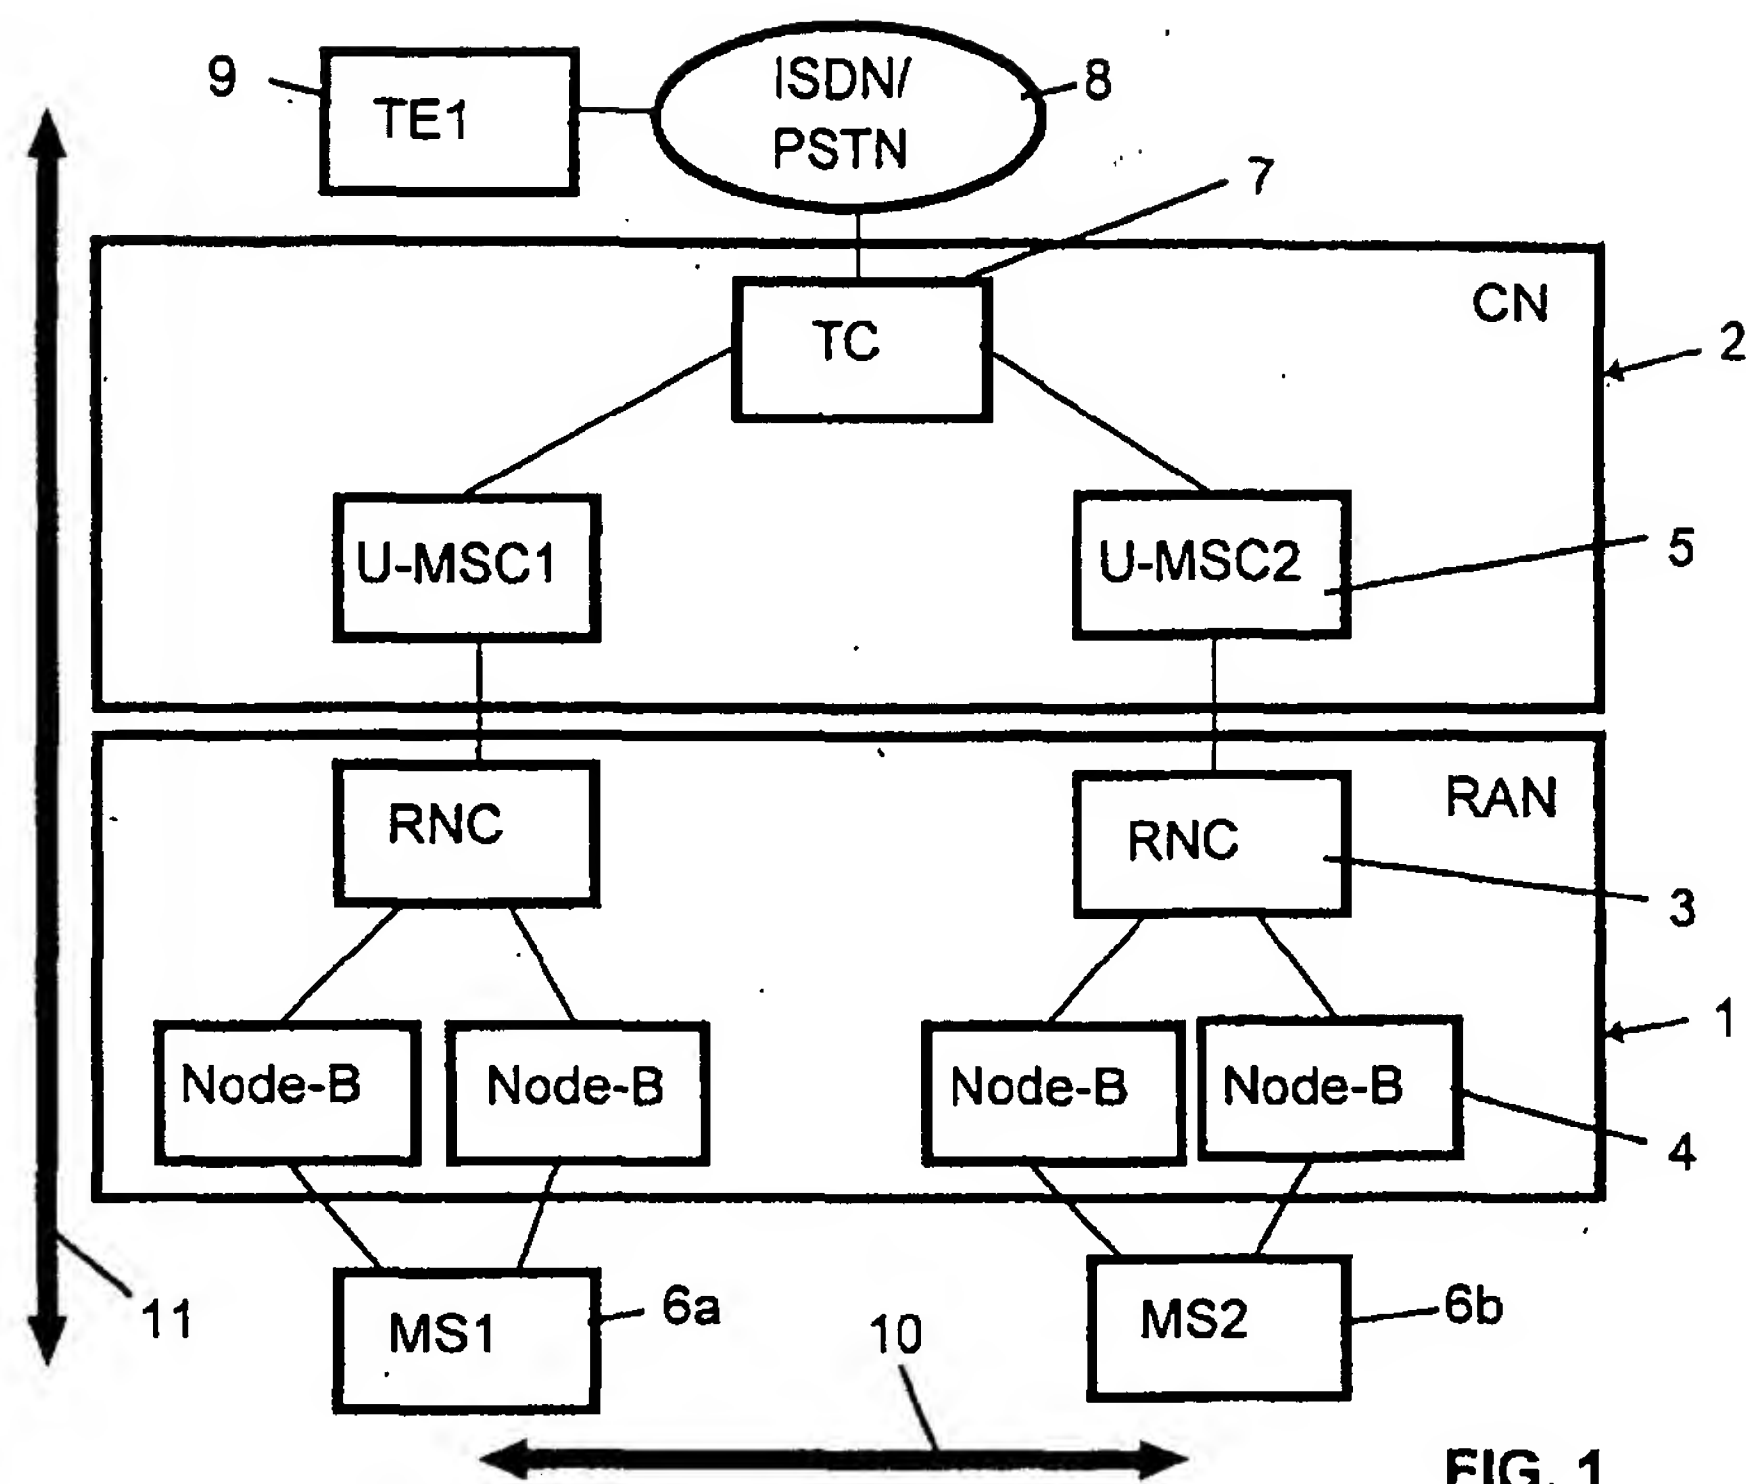 9
TE1
ISDN/
PSTN
8
7
CN
TC
2
U-MSC1
U-MSC2
5
RNC
RAN
RNC
3
1
Node-B
Node-B
Node-B
Node-B
4
11
MS1
6a
10
MS2
6b
FIG. 1